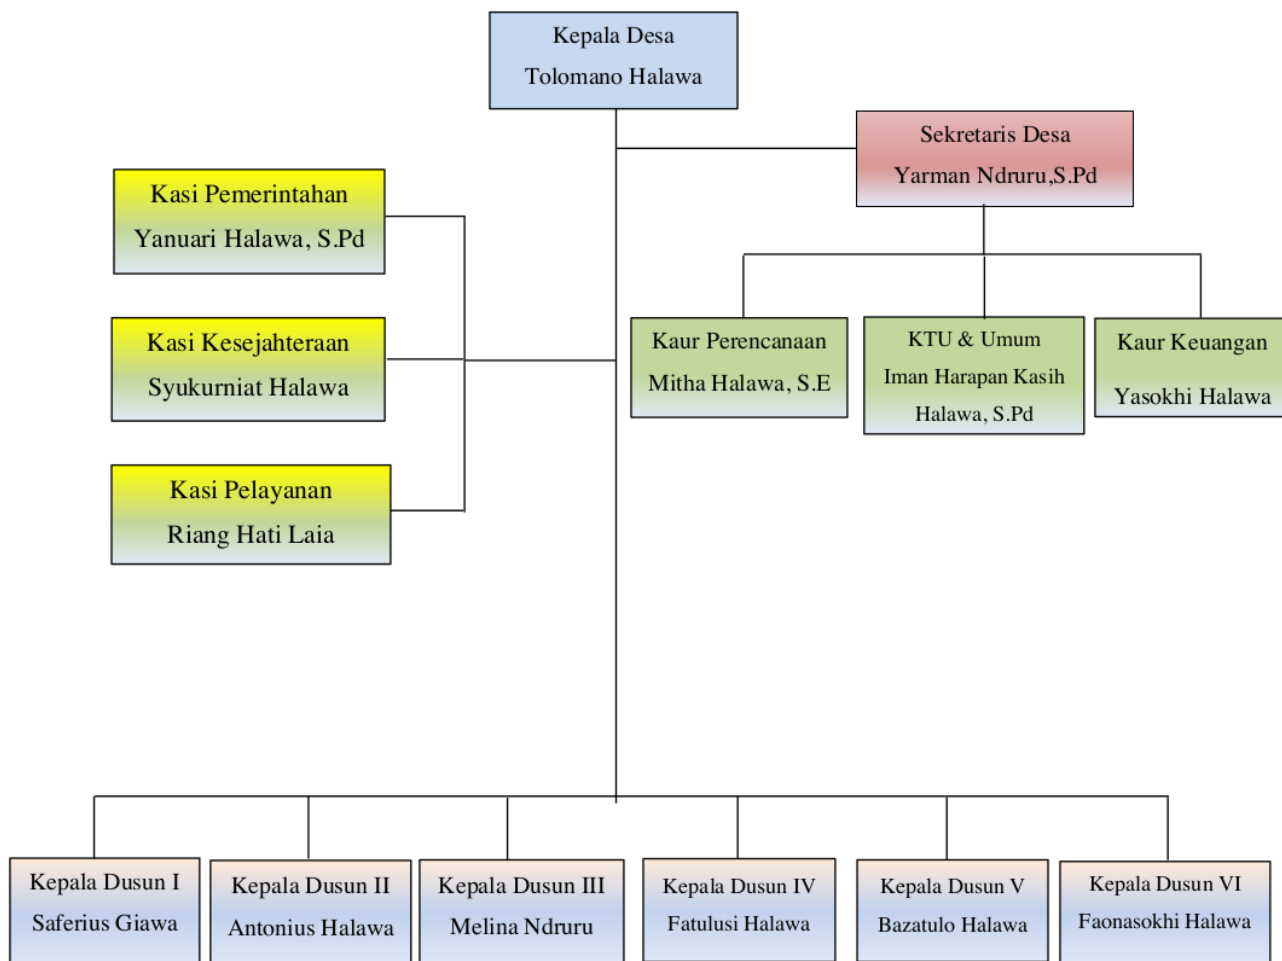 Kepala Desa
Tolomano Halawa
Sekretaris Desa
Yarman Ndruru,S.Pd
Kasi Pemerintahan
Yanuari Halawa, S.Pd
Kasi Kesejahteraan
Syukurniat Halawa
Kasi Pelayanan
Riang Hati Laia
Kaur Perencanaan
Mitha Halawa, S.E
KTU & Umum
Iman Harapan Kasih
Halawa, S.Pd
Kaur Keuangan
Yasokhi Halawa
Kepala Dusun I
Saferius Giawa
Kepala Dusun II
Antonius Halawa
Kepala Dusun III
Melina Ndruru
Kepala Dusun IV
Fatulusi Halawa
Kepala Dusun V
Bazatulo Halawa
Kepala Dusun VI
Faonasokhi Halawa